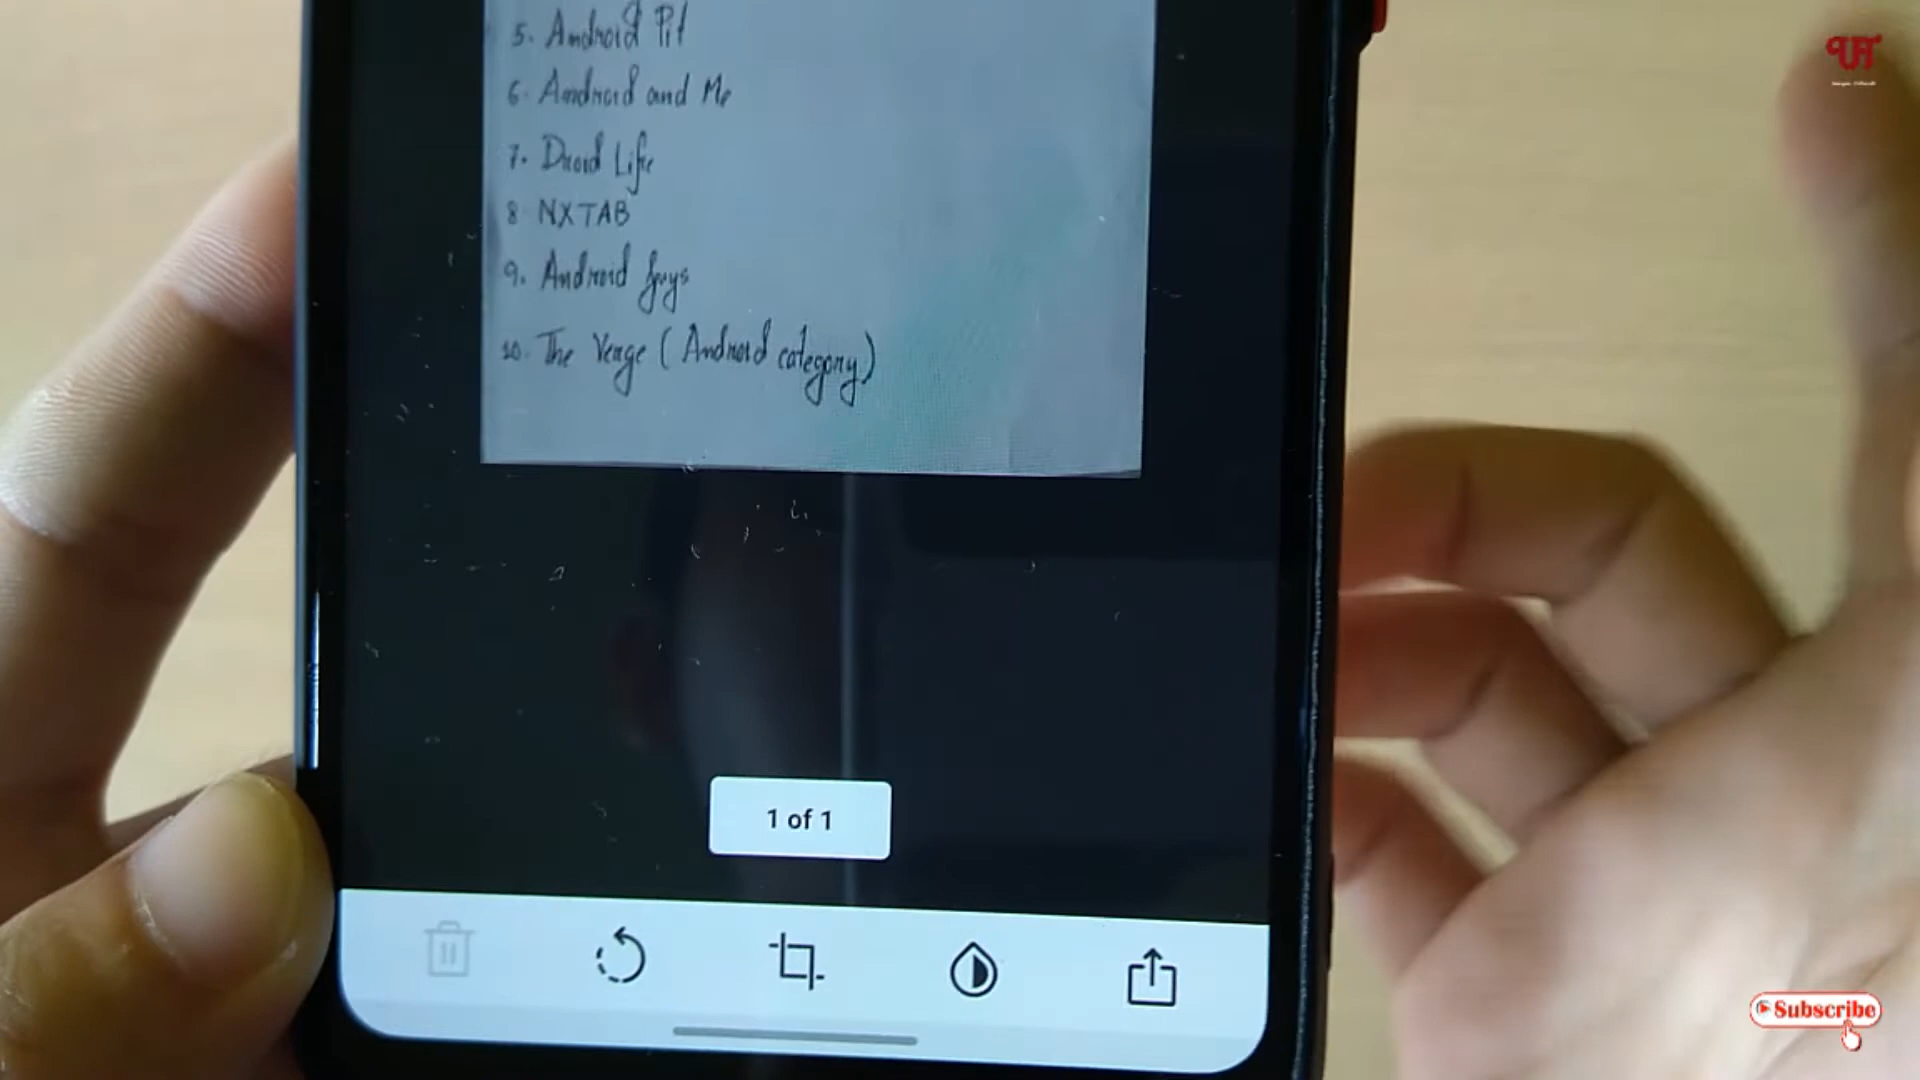 5. Android Pit
6. Android and Me
7. Droid Life
8 NXTAB
9. Android guys
10. The Verge ( Android category)
1 of 1
Subscribe